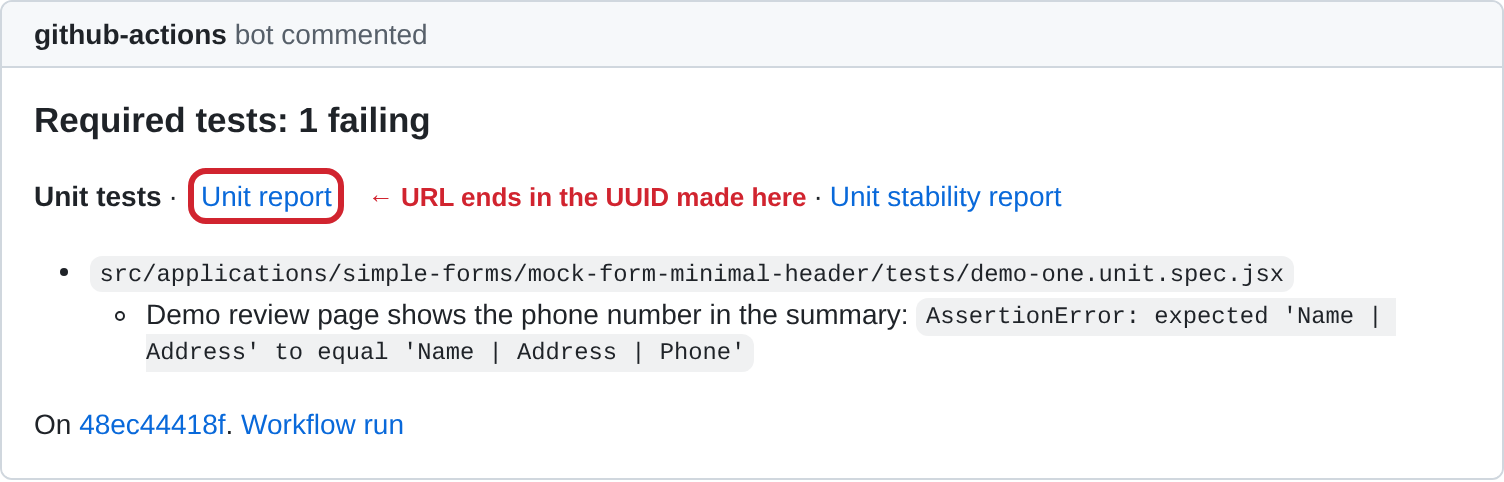 github-actions bot commented
Required tests: 1 failing
Unit tests · Unit report ← URL ends in the UUID made here · Unit stability report
src/applications/simple-forms/mock-form-minimal-header/tests/demo-one.unit.spec.jsx
Demo review page shows the phone number in the summary: AssertionError: expected 'Name |
Address' to equal 'Name | Address | Phone'
On 48ec44418f. Workflow run